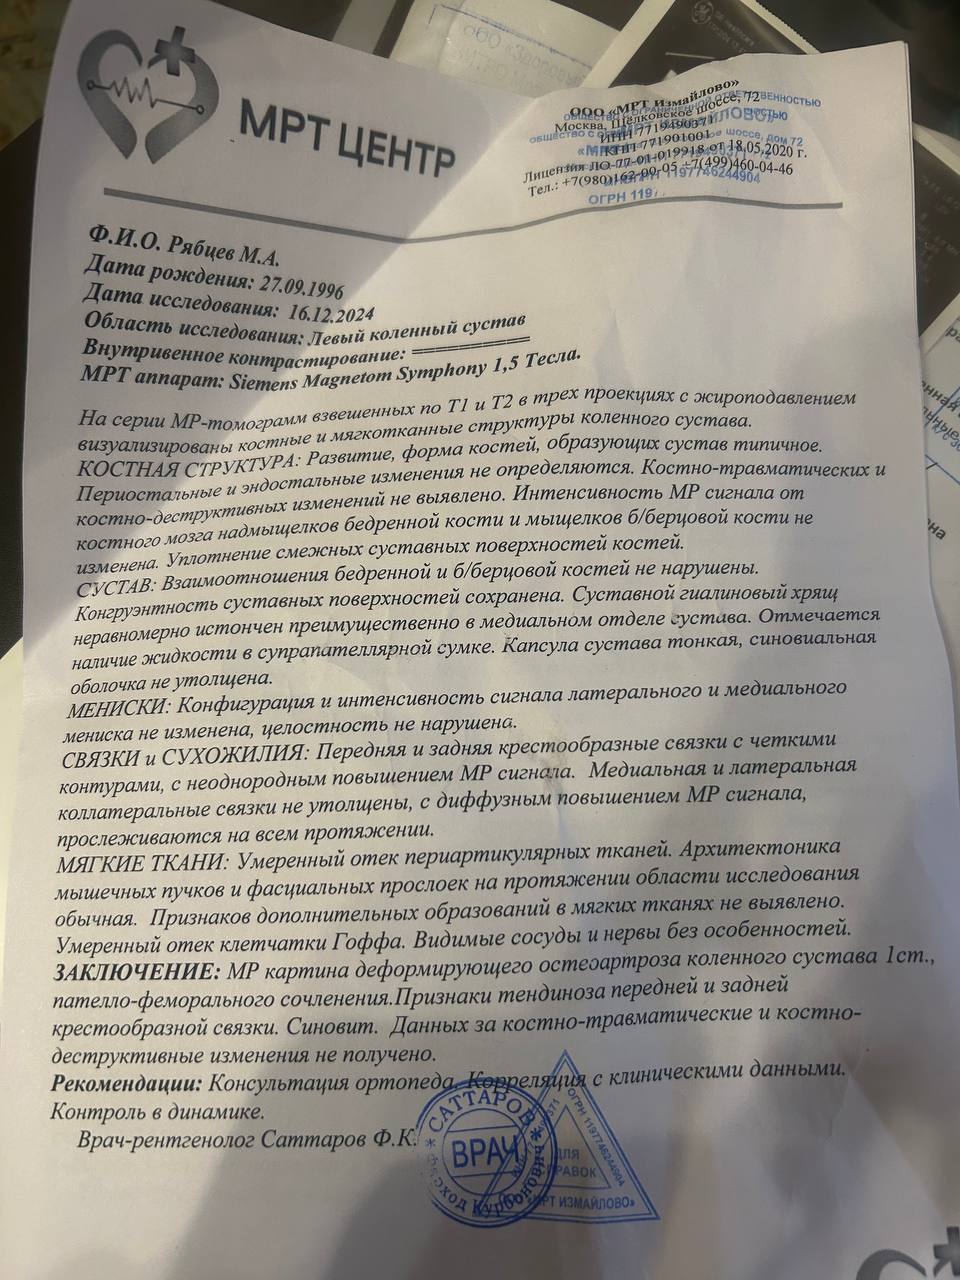 МРТ ЦЕНТР
ООО «МРТ Измайлово»
Москва, Щёлковское шоссе, 72
ИНН 7719490371
КПП 771901001
Лицензия ЛО-77-01-019918 от 18.05.2020 г.
Тел.: +7(980)162-00-05 +7(499)460-04-46
Ф.И.О. Рябцев М.А.
Дата рождения: 27.09.1996
Дата исследования: 16.12.2024
Область исследования: Левый коленный сустав
Внутривенное контрастирование: ===========
МРТ аппарат: Siemens Magnetom Symphony 1,5 Тесла.
На серии МР-томограмм взвешенных по Т1 и Т2 в трех проекциях с жироподавлением
визуализированы костные и мягкотканные структуры коленного сустава.
КОСТНАЯ СТРУКТУРА: Развитие, форма костей, образующих сустав типичное.
Периостальные и эндостальные изменения не определяются. Костно-травматических и
костно-деструктивных изменений не выявлено. Интенсивность МР сигнала от
костного мозга надмыщелков бедренной кости и мыщелков б/берцовой кости не
изменена. Уплотнение смежных суставных поверхностей костей.
СУСТАВ: Взаимоотношения бедренной и б/берцовой костей не нарушены.
Конгруэнтность суставных поверхностей сохранена. Суставной гиалиновый хрящ
неравномерно истончен преимущественно в медиальном отделе сустава. Отмечается
наличие жидкости в супрапателлярной сумке. Капсула сустава тонкая, синовиальная
оболочка не утолщена.
МЕНИСКИ: Конфигурация и интенсивность сигнала латерального и медиального
мениска не изменена, целостность не нарушена.
СВЯЗКИ и СУХОЖИЛИЯ: Передняя и задняя крестообразные связки с четкими
контурами, с неоднородным повышением МР сигнала. Медиальная и латеральная
коллатеральные связки не утолщены, с диффузным повышением МР сигнала,
прослеживаются на всем протяжении.
МЯГКИЕ ТКАНИ: Умеренный отек периартикулярных тканей. Архитектоника
мышечных пучков и фасциальных прослоек на протяжении области исследования
обычная. Признаков дополнительных образований в мягких тканях не выявлено.
Умеренный отек клетчатки Гоффа. Видимые сосуды и нервы без особенностей.
ЗАКЛЮЧЕНИЕ: МР картина деформирующего остеоартроза коленного сустава 1ст.,
пателло-феморального сочленения.Признаки тендиноза передней и задней
крестообразной связки. Синовит. Данных за костно-травматические и костно-
деструктивные изменения не получено.
Рекомендации: Консультация ортопеда. Корреляция с клиническими данными.
Контроль в динамике.
Врач-рентгенолог Саттаров Ф.К.
САТТАРОВ
ВРАЧ
Курбонович
ОГРН 1197746244904
ДЛЯ
«МРТ ИЗМАЙЛОВО»